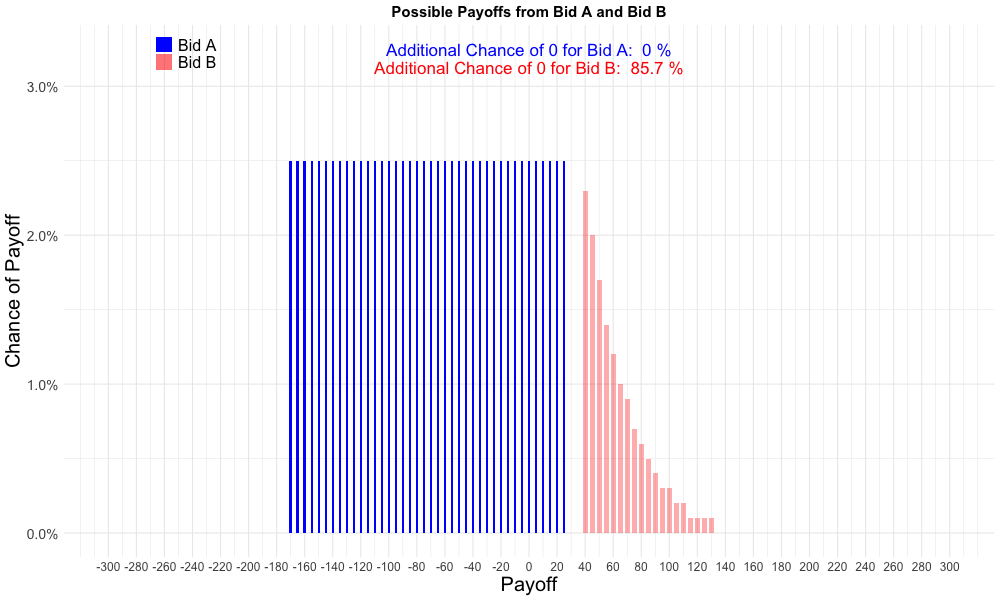 Possible Payoffs from Bid A and Bid B
Bid A
Bid B
Additional Chance of 0 for Bid A:  0 %
Additional Chance of 0 for Bid B:  85.7 %
Chance of Payoff
3.0%
2.0%
1.0%
0.0%
-300 -280 -260 -240 -220 -200 -180 -160 -140 -120 -100 -80 -60 -40 -20 0 20 40 60 80 100 120 140 160 180 200 220 240 260 280 300
Payoff